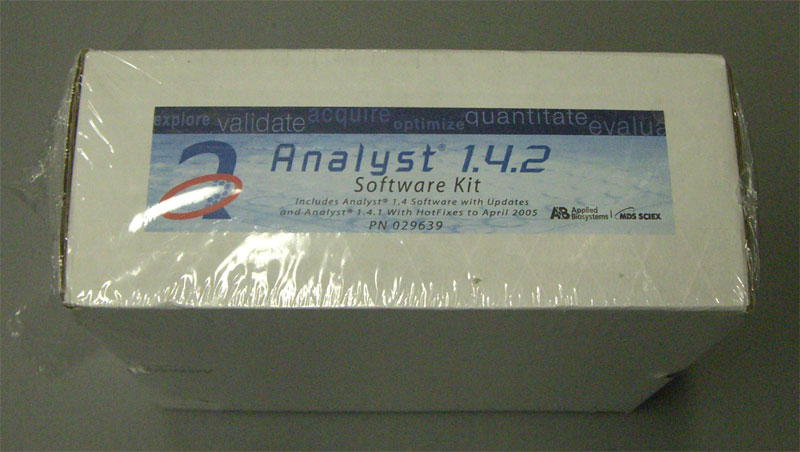 explore validate acquire optimize quantitate evalua
Analyst® 1.4.2
Software Kit
Includes Analyst® 1.4 Software with Updates
and Analyst® 1.4.1 With HotFixes to April 2005
PN 029639
AB Applied Biosystems | MDS SCIEX